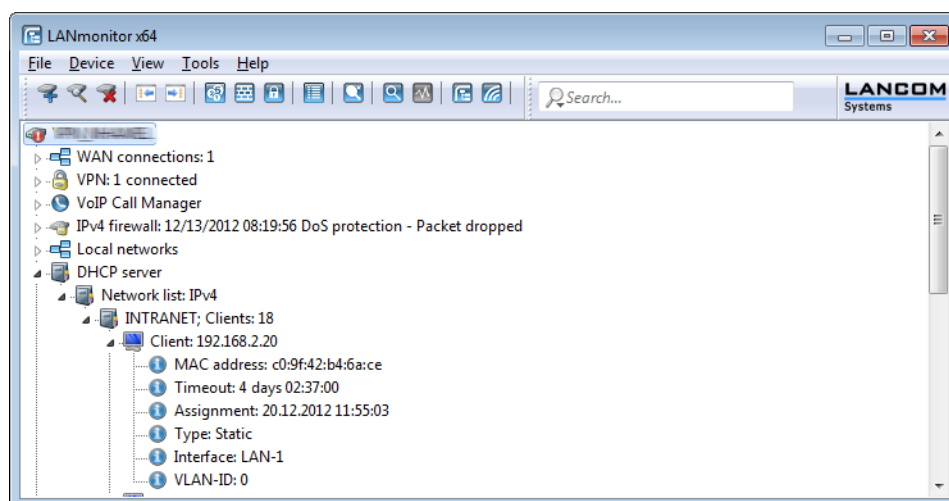 LANmonitor x64
File Device View Tools Help
Search...
LANCOM
Systems
WAN connections: 1
VPN: 1 connected
VoIP Call Manager
IPv4 firewall: 12/13/2012 08:19:56 DoS protection - Packet dropped
Local networks
DHCP server
Network list: IPv4
INTRANET; Clients: 18
Client: 192.168.2.20
MAC address: c0:9f:42:b4:6a:ce
Timeout: 4 days 02:37:00
Assignment: 20.12.2012 11:55:03
Type: Static
Interface: LAN-1
VLAN-ID: 0